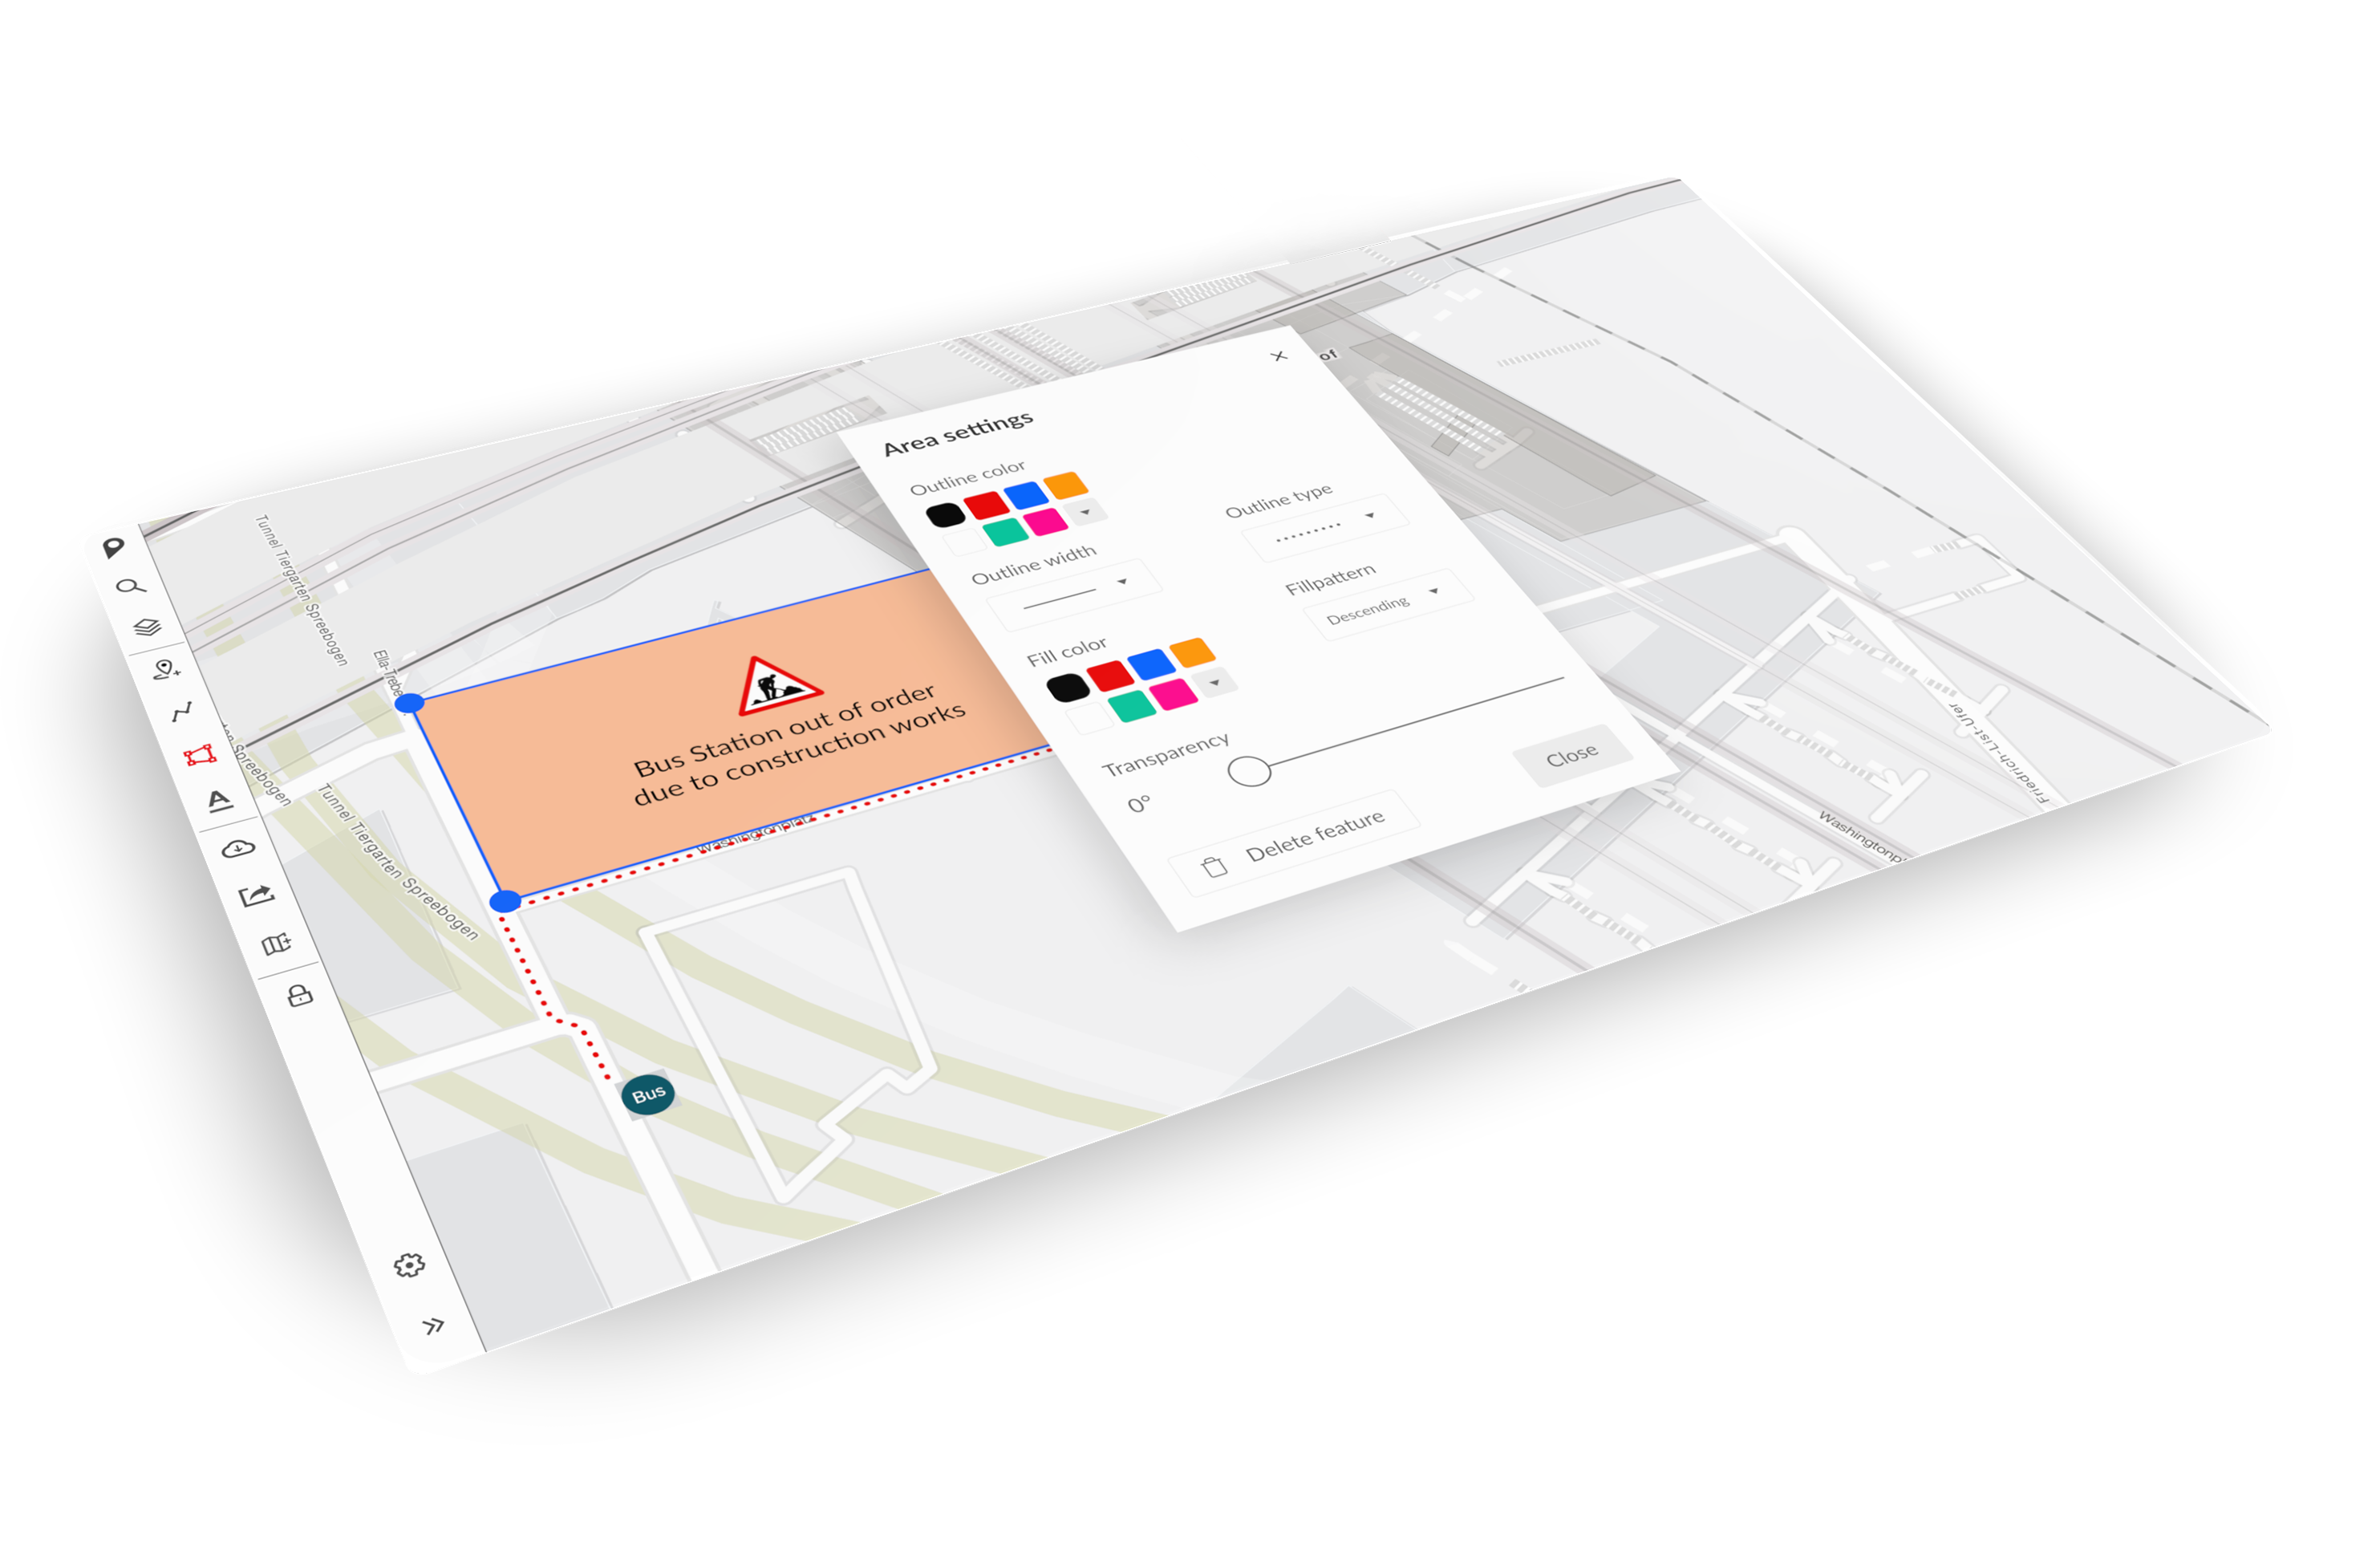 of
Area settings
Outline color
Outline type
Outline width
Fillpattern
Descending
Fill color
Transparency
0°
Close
Delete feature
Tunnel Tiergarten Spreebogen
Spreebogen
Tunnel Tiergarten Spreebogen
Bus Station out of order
due to construction works
Washingtonplatz
Bus
Friedrich-List-Ufer
Washingtonpl
A